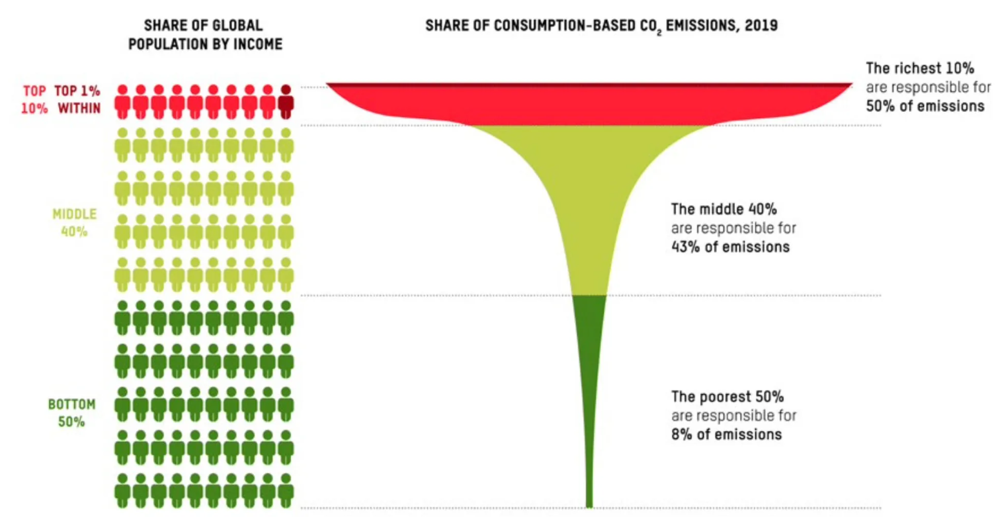 SHARE OF GLOBAL
POPULATION BY INCOME
SHARE OF CONSUMPTION-BASED CO₂ EMISSIONS, 2019
TOP 10%
TOP 1% WITHIN
The richest 10%
are responsible for
50% of emissions
MIDDLE
40%
The middle 40%
are responsible for
43% of emissions
BOTTOM
50%
The poorest 50%
are responsible for
8% of emissions